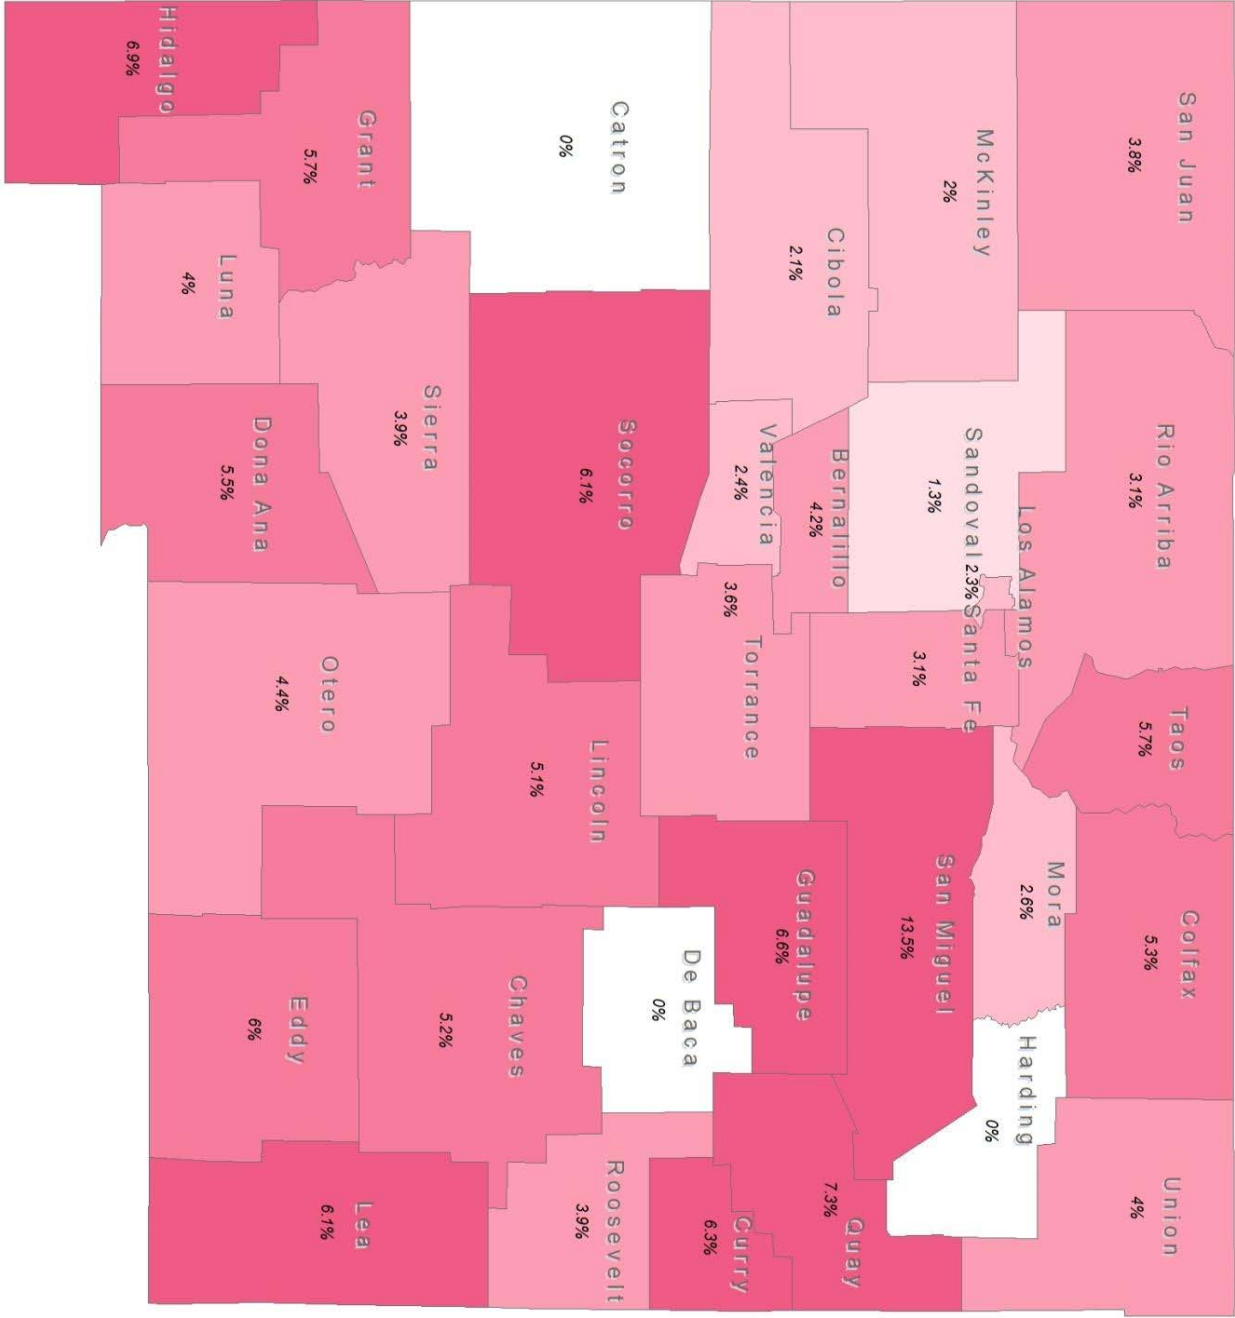 San Juan
3.8%
Rio Arriba
3.1%
Taos
5.7%
Colfax
5.3%
Union
4%
McKinley
2%
Sandoval
1.3%
Los Alamos
2.3%
Santa Fe
3.1%
Mora
2.6%
Harding
0%
San Miguel
13.5%
Cibola
2.1%
Bernalillo
4.2%
Valencia
2.4%
Torrance
3.6%
Guadalupe
6.6%
Quay
7.3%
Curry
6.3%
De Baca
0%
Roosevelt
3.9%
Catron
0%
Socorro
6.1%
Lincoln
5.1%
Chaves
5.2%
Sierra
3.9%
Grant
5.7%
Hidalgo
6.9%
Luna
4%
Dona Ana
5.5%
Otero
4.4%
Eddy
6%
Lea
6.1%